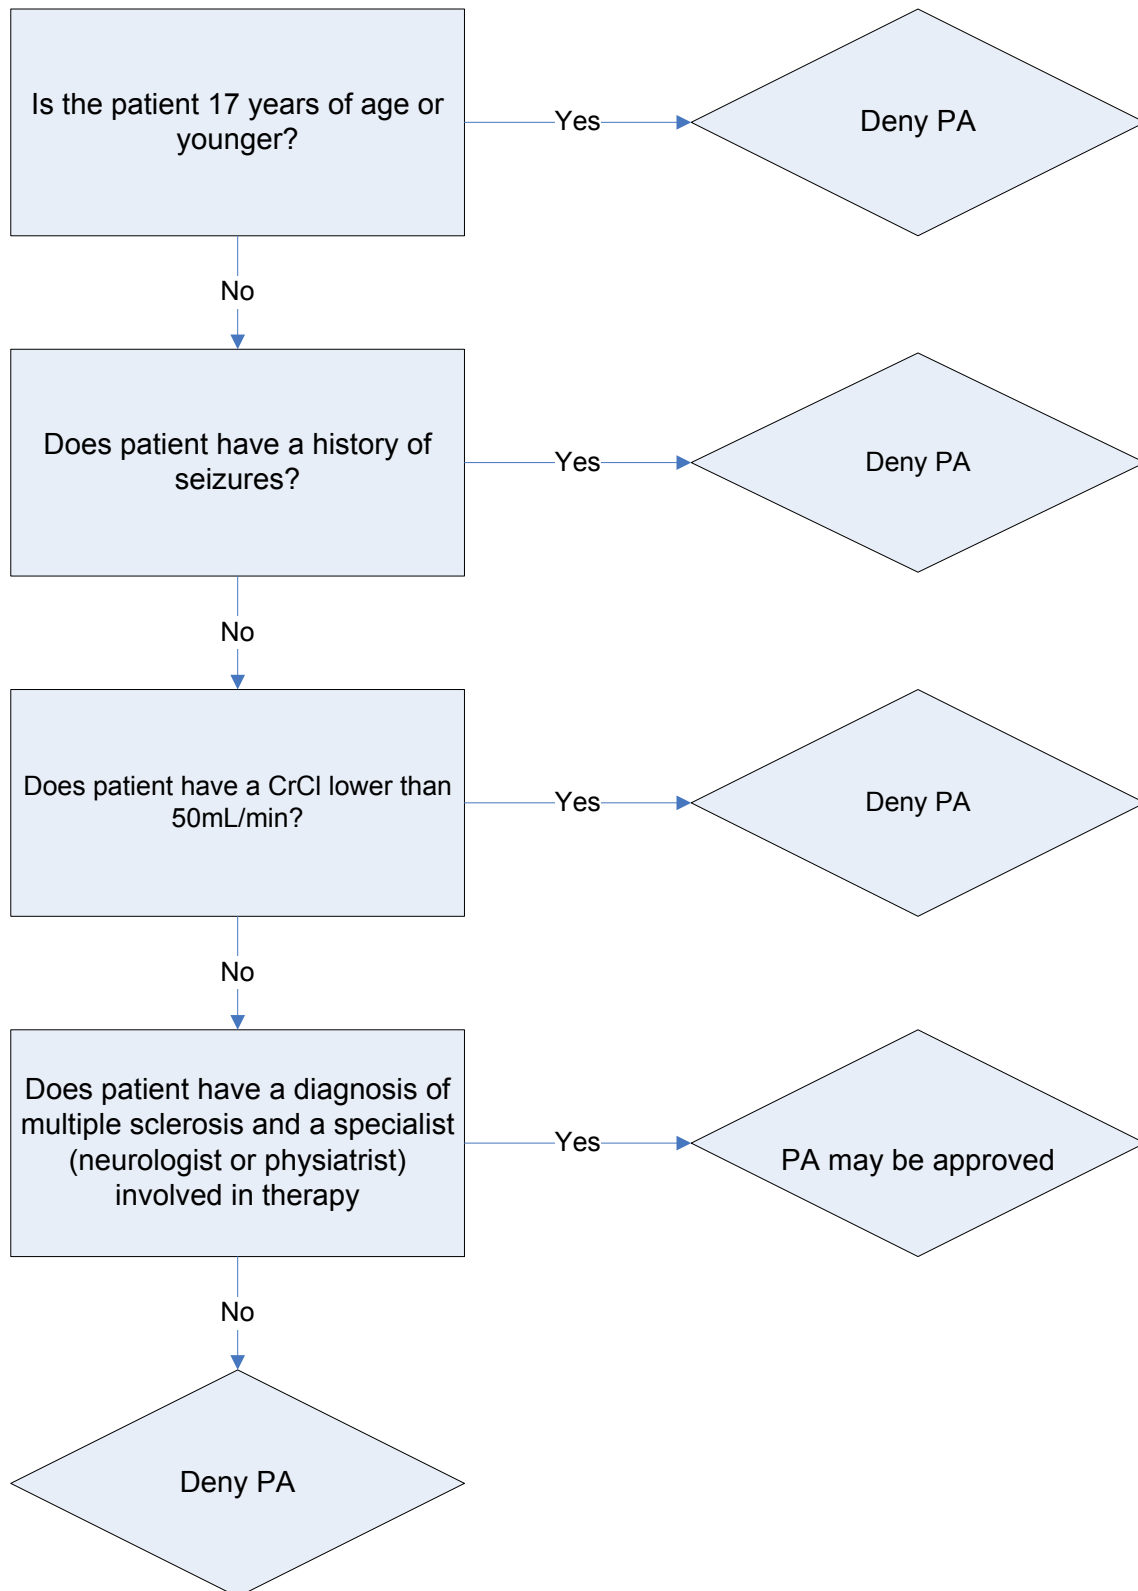 Is the patient 17 years of age or
younger?
Yes
Deny PA
No
Does patient have a history of
seizures?
Yes
Deny PA
No
Does patient have a CrCl lower than
50mL/min?
Yes
Deny PA
No
Does patient have a diagnosis of
multiple sclerosis and a specialist
(neurologist or physiatrist)
involved in therapy
Yes
PA may be approved
No
Deny PA